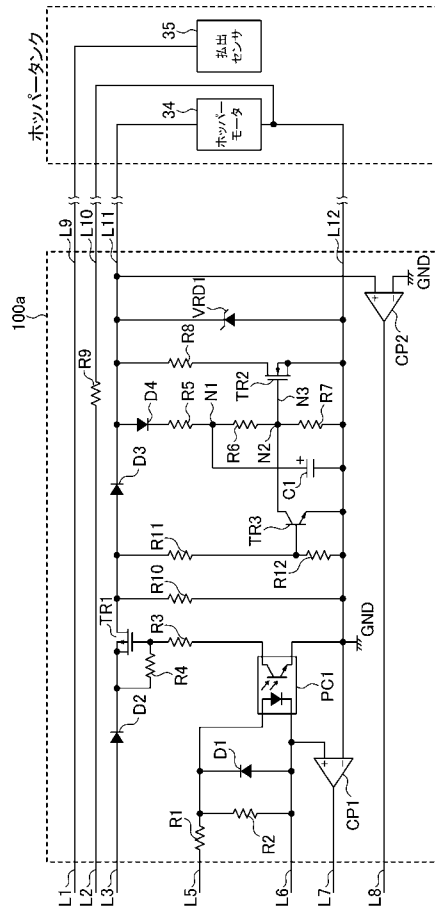 ホッパータンク
35
払出
センサ
34
ホッパー
モータ
L9
L10
L11
L12
100a
R9
VRD1
GND
CP2
R8
TR2
D4
R5
N1
N3
R6
N2
R7
D3
C1
TR3
R11
R12
R10
TR1
R3
GND
R4
PC1
D2
D1
R1
R2
CP1
L1
L2
L3
L5
L6
L7
L8
+
−
+
−
+